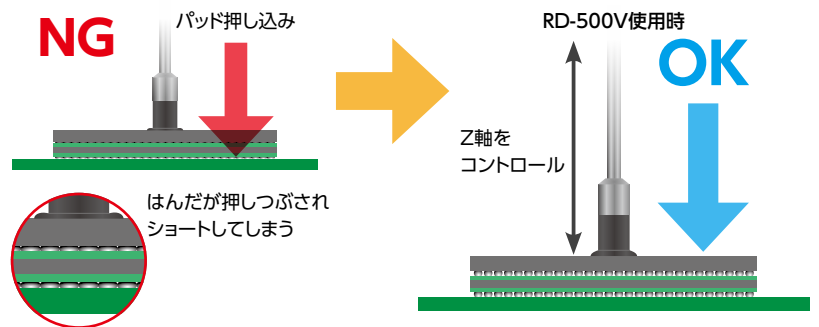 NG
パッド押し込み
はんだが押しつぶされ
ショートしてしまう
RD-500V使用時
OK
Z軸を
コントロール